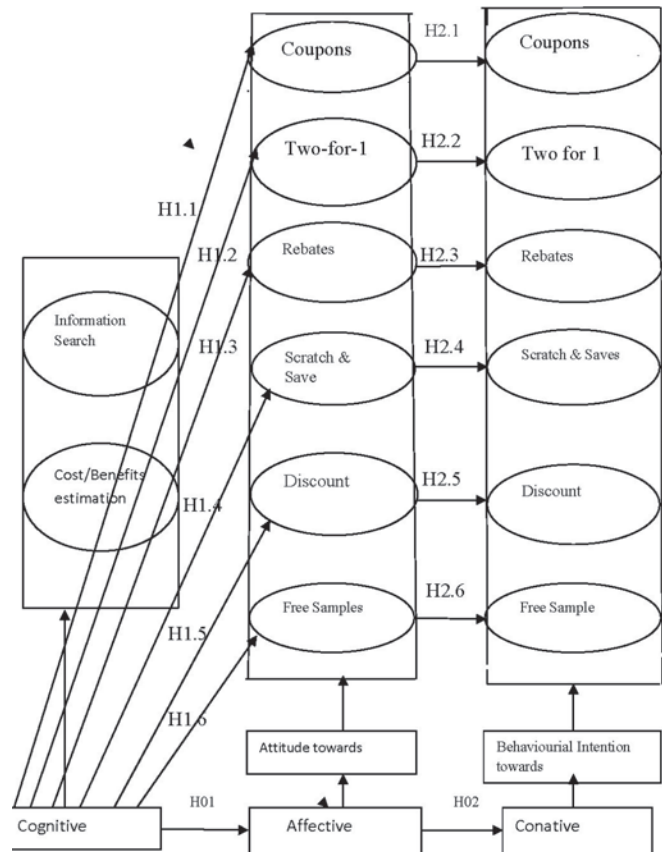 Coupons
H2.1
Coupons
Two-for-1
H2.2
Two for 1
H1.1
H1.2
Rebates
H2.3
Rebates
Information
Search
H1.3
Scratch &
Save
H2.4
Scratch & Saves
Cost/Benefits
estimation
H1.4
Discount
H2.5
Discount
H1.5
Free Samples
H2.6
Free Sample
H1.6
Attitude towards
Behaviourial Intention
towards
Cognitive
H01
Affective
H02
Conative